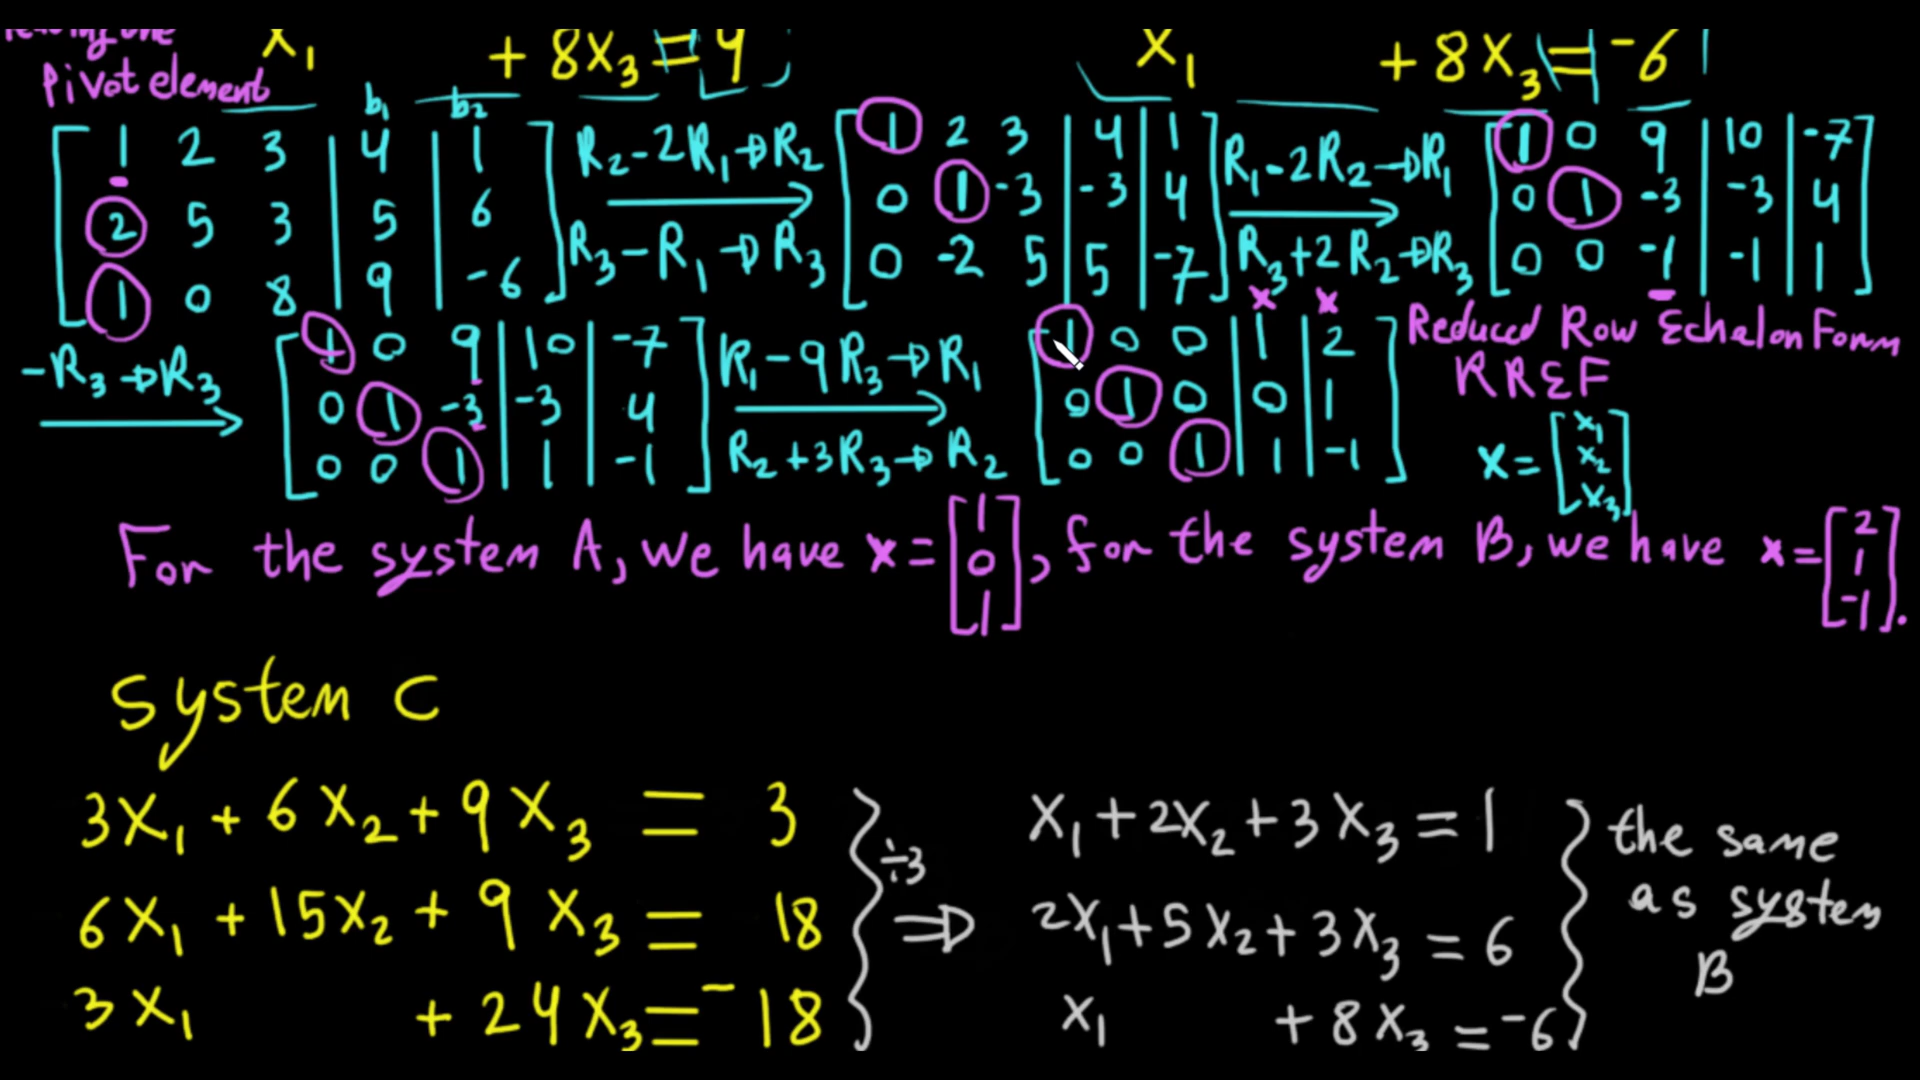 leading one
Pivot element
x₁ + 8x₃ = 9
x₁ + 8x₃ = -6
b₁ b₂
[ 1 2 3 | 4 | 1 ]
[ 2 5 3 | 5 | 6 ]
[ 1 0 8 | 9 | -6 ]
R₂ - 2R₁ → R₂
R₃ - R₁ → R₃
[ 1 2 3 | 4 | 1 ]
[ 0 1 -3 | -3 | 4 ]
[ 0 -2 5 | 5 | -7 ]
R₁ - 2R₂ → R₁
R₃ + 2R₂ → R₃
[ 1 0 9 | 10 | -7 ]
[ 0 1 -3 | -3 | 4 ]
[ 0 0 -1 | -1 | 1 ]
-R₃ → R₃
[ 1 0 9 | 10 | -7 ]
[ 0 1 -3 | -3 | 4 ]
[ 0 0 1 | 1 | -1 ]
R₁ - 9R₃ → R₁
R₂ + 3R₃ → R₂
x x
[ 1 0 0 | 1 | 2 ]
[ 0 1 0 | 0 | 1 ]
[ 0 0 1 | 1 | -1 ]
Reduced Row Echelon Form
RREF
x = [ x₁ x₂ x₃ ]
For the system A, we have x = [ 1 0 1 ], for the system B, we have x = [ 2 1 -1 ].
System C
3x₁ + 6x₂ + 9x₃ = 3
6x₁ + 15x₂ + 9x₃ = 18
3x₁ + 24x₃ = -18
÷3
⇒
x₁ + 2x₂ + 3x₃ = 1
2x₁ + 5x₂ + 3x₃ = 6
x₁ + 8x₃ = -6
the same
as system
B